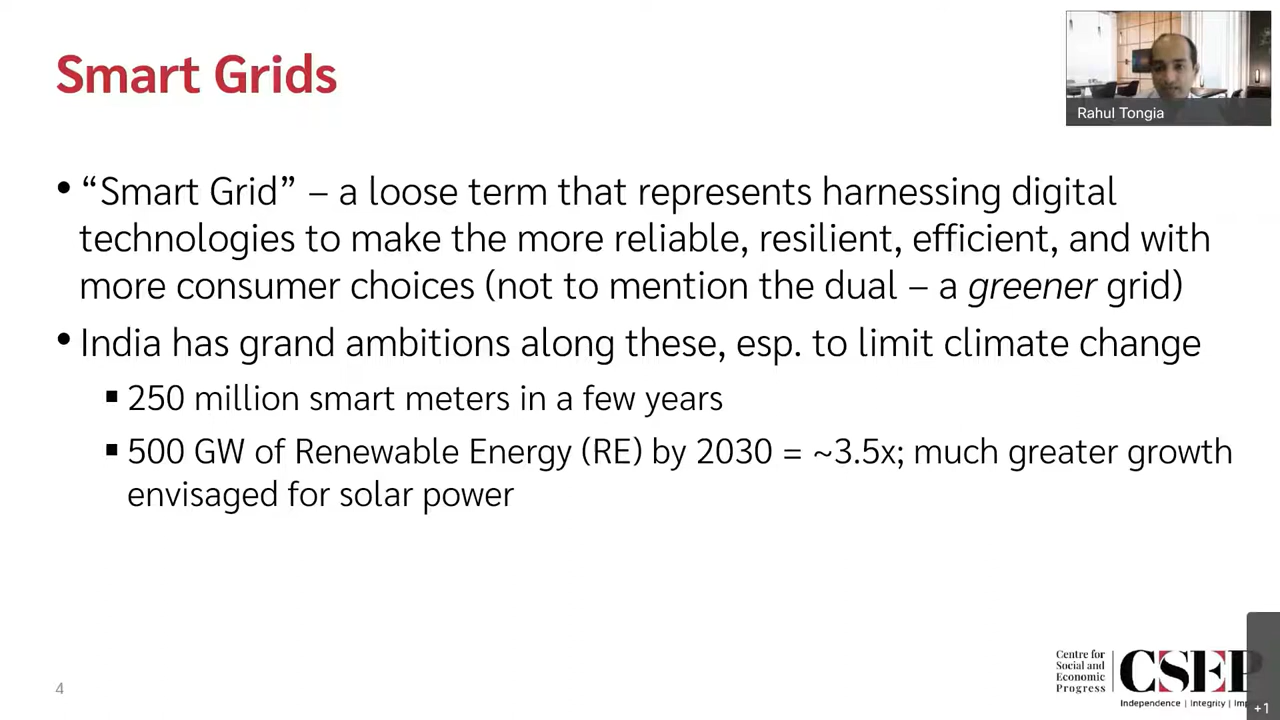 Smart Grids
Rahul Tongia
• “Smart Grid” – a loose term that represents harnessing digital
technologies to make the more reliable, resilient, efficient, and with
more consumer choices (not to mention the dual – a greener grid)
• India has grand ambitions along these, esp. to limit climate change
▪ 250 million smart meters in a few years
▪ 500 GW of Renewable Energy (RE) by 2030 = ~3.5x; much greater growth
envisaged for solar power
4
Centre for
Social and
Economic
Progress
CSEP
Independence | Integrity |
+1